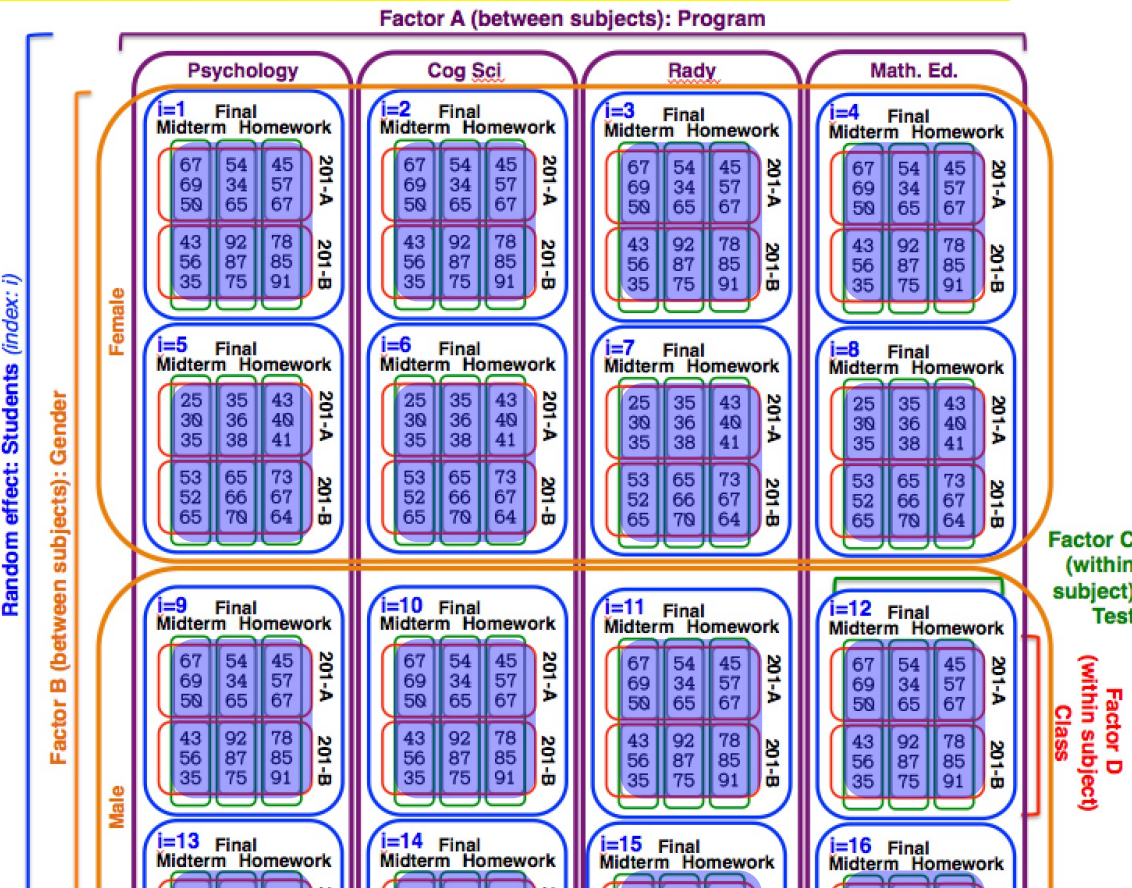 Factor A (between subjects): Program
Random effect: Students (index: i)
Factor B (between subjects): Gender
Psychology Cog Sci Rady Math. Ed.
Female
i=1 Final
Midterm Homework
67 54 45
69 34 57
50 65 67
201-A
43 92 78
56 87 85
35 75 91
201-B
i=2 Final
Midterm Homework
67 54 45
69 34 57
50 65 67
201-A
43 92 78
56 87 85
35 75 91
201-B
i=3 Final
Midterm Homework
67 54 45
69 34 57
50 65 67
201-A
43 92 78
56 87 85
35 75 91
201-B
i=4 Final
Midterm Homework
67 54 45
69 34 57
50 65 67
201-A
43 92 78
56 87 85
35 75 91
201-B
i=5 Final
Midterm Homework
25 35 43
30 36 40
35 38 41
201-A
53 65 73
52 66 67
65 70 64
201-B
i=6 Final
Midterm Homework
25 35 43
30 36 40
35 38 41
201-A
53 65 73
52 66 67
65 70 64
201-B
i=7 Final
Midterm Homework
25 35 43
30 36 40
35 38 41
201-A
53 65 73
52 66 67
65 70 64
201-B
i=8 Final
Midterm Homework
25 35 43
30 36 40
35 38 41
201-A
53 65 73
52 66 67
65 70 64
201-B
Factor C
(within
subject)
Test
Male
i=9 Final
Midterm Homework
67 54 45
69 34 57
50 65 67
201-A
43 92 78
56 87 85
35 75 91
201-B
i=10 Final
Midterm Homework
67 54 45
69 34 57
50 65 67
201-A
43 92 78
56 87 85
35 75 91
201-B
i=11 Final
Midterm Homework
67 54 45
69 34 57
50 65 67
201-A
43 92 78
56 87 85
35 75 91
201-B
i=12 Final
Midterm Homework
67 54 45
69 34 57
50 65 67
201-A
43 92 78
56 87 85
35 75 91
201-B
Factor D
(within subject)
Class
i=13 Final
Midterm Homework
i=14 Final
Midterm Homework
i=15 Final
Midterm Homework
i=16 Final
Midterm Homework